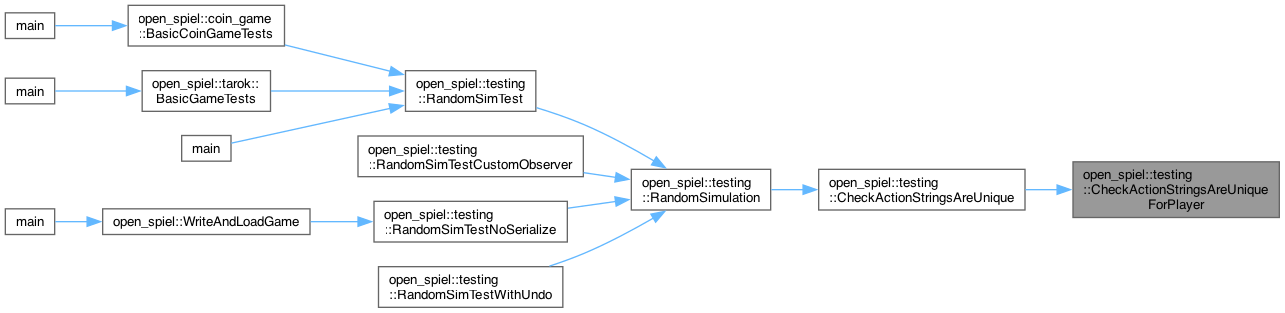 main
open_spiel::coin_game
::BasicCoinGameTests
main
open_spiel::tarok::
BasicGameTests
main
open_spiel::testing
::RandomSimTest
open_spiel::testing
::RandomSimTestCustomObserver
main
open_spiel::WriteAndLoadGame
open_spiel::testing
::RandomSimTestNoSerialize
open_spiel::testing
::RandomSimTestWithUndo
open_spiel::testing
::RandomSimulation
open_spiel::testing
::CheckActionStringsAreUnique
open_spiel::testing
::CheckActionStringsAreUnique
ForPlayer